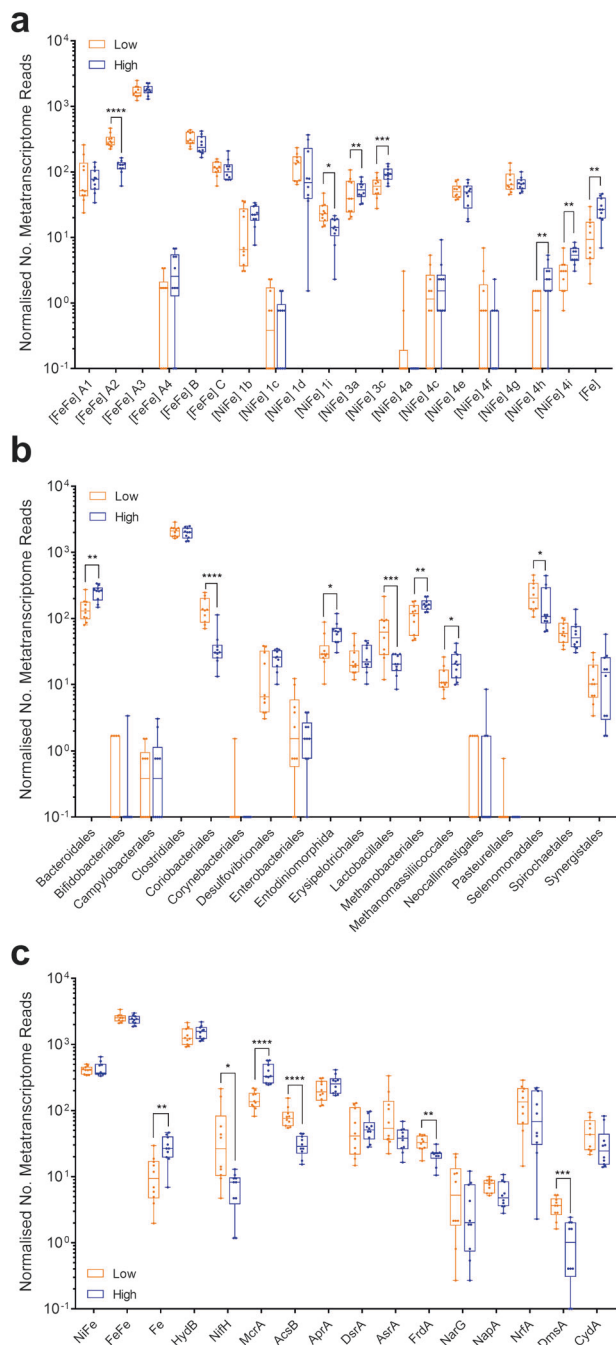 a
Low
High
Normalised No. Metatranscriptome Reads
10^4
10^3
10^2
10^1
10^0
10^-1
****
*
**
***
**
**
**
[FeFe] A1
[FeFe] A2
[FeFe] A3
[FeFe] A4
[FeFe] B
[FeFe] C
[NiFe] 1b
[NiFe] 1c
[NiFe] 1d
[NiFe] 1i
[NiFe] 3a
[NiFe] 3c
[NiFe] 4a
[NiFe] 4c
[NiFe] 4e
[NiFe] 4f
[NiFe] 4g
[NiFe] 4h
[NiFe] 4i
[Fe]
b
Low
High
Normalised No. Metatranscriptome Reads
10^4
10^3
10^2
10^1
10^0
10^-1
**
****
*
***
**
*
*
Bacteroidales
Bifidobacteriales
Campylobacterales
Clostridiales
Coriobacteriales
Corynebacteriales
Desulfovibrionales
Enterobacteriales
Entodiniomorphida
Erysipelotrichales
Lactobacillales
Methanobacteriales
Methanomassiliicoccales
Neocallimastigales
Pasteurellales
Selenomonadales
Spirochaetales
Synergistales
c
Normalised No. Metatranscriptome Reads
10^4
10^3
10^2
10^1
10^0
10^-1
**
*
****
****
**
***
Low
High
NiFe
FeFe
Fe
HydB
NifH
McrA
AcsB
AprA
DsrA
AsrA
FrdA
NarG
NapA
NrfA
DmsA
CydA